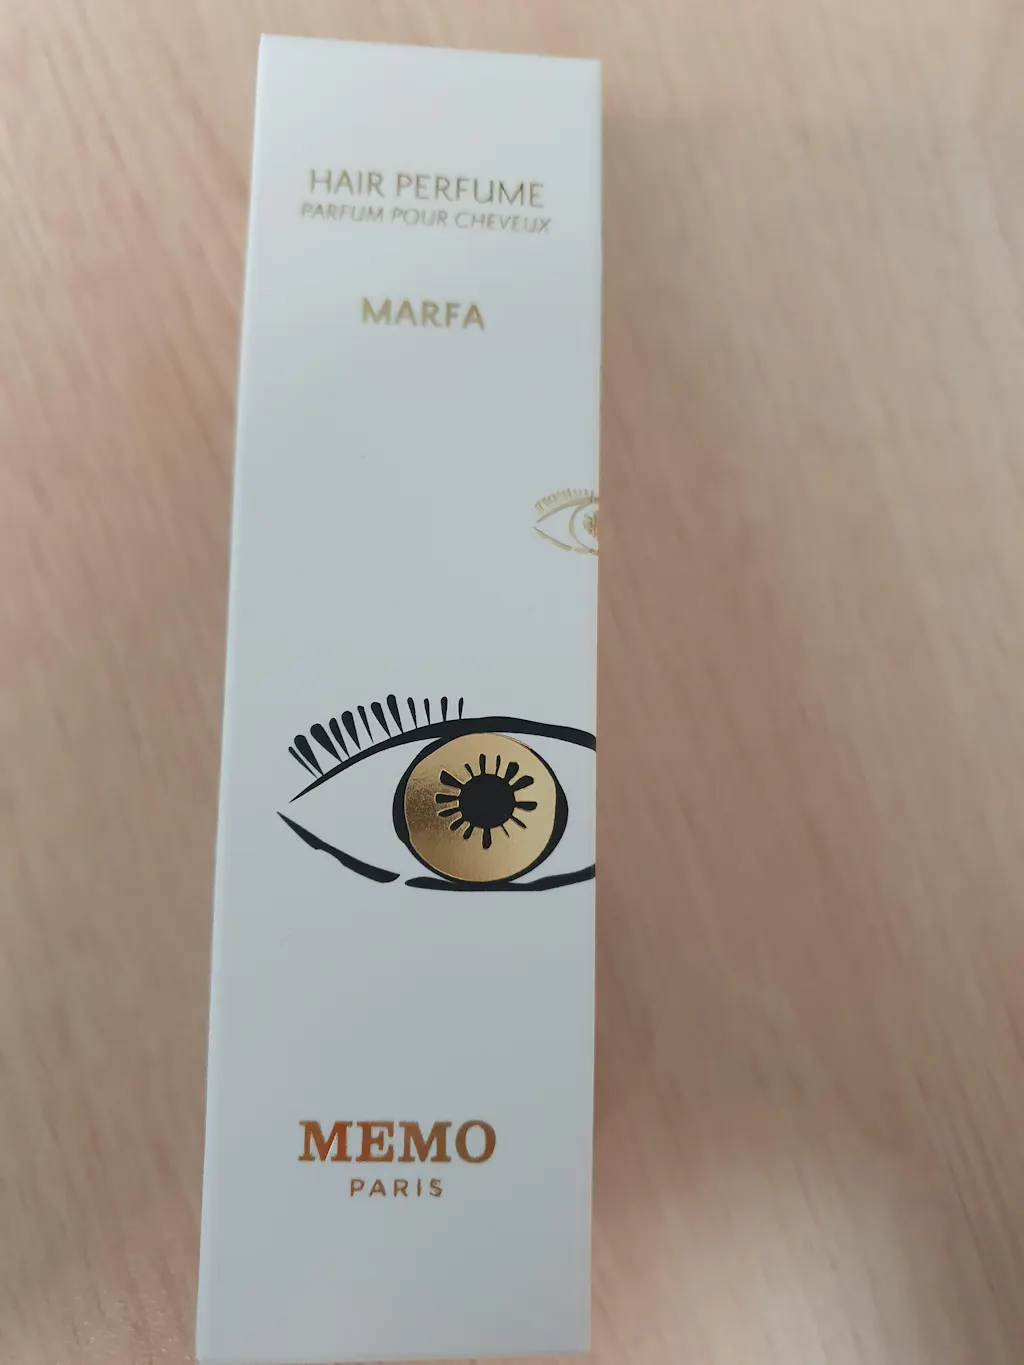 HAIR PERFUME
PARFUM POUR CHEVEUX
MARFA
MEMO
PARIS